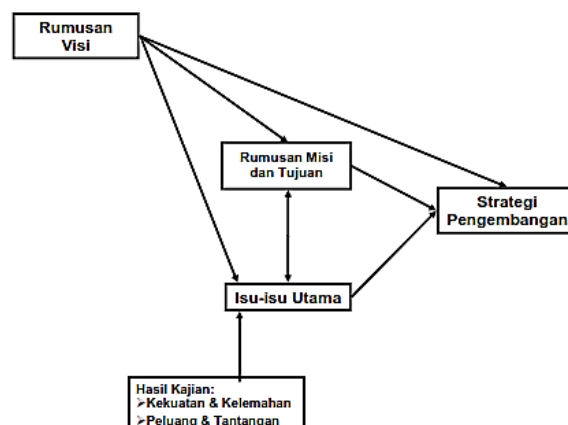 Rumusan
Visi
Rumusan Misi
dan Tujuan
Strategi
Pengembangan
Isu-isu Utama
Hasil Kajian:
➢Kekuatan & Kelemahan
➢Peluang & Tantangan